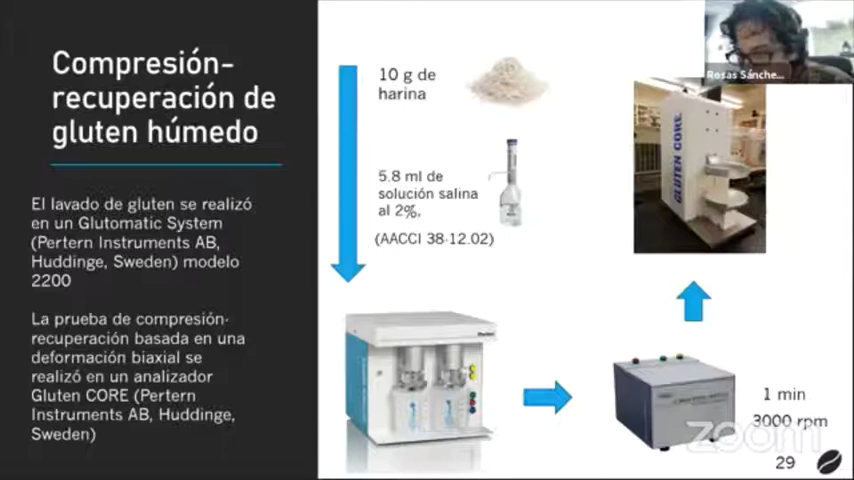 Compresión-
recuperación de
gluten húmedo
El lavado de gluten se realizó
en un Glutomatic System
(Pertern Instruments AB,
Huddinge, Sweden) modelo
2200
La prueba de compresión-
recuperación basada en una
deformación biaxial se
realizó en un analizador
Gluten CORE (Pertern
Instruments AB, Huddinge,
Sweden)
10 g de
harina
5.8 ml de
solución salina
al 2%,
(AACCI 38-12.02)
Rosas Sánche...
GLUTEN CORE
1 min
3000 rpm
zoom
29